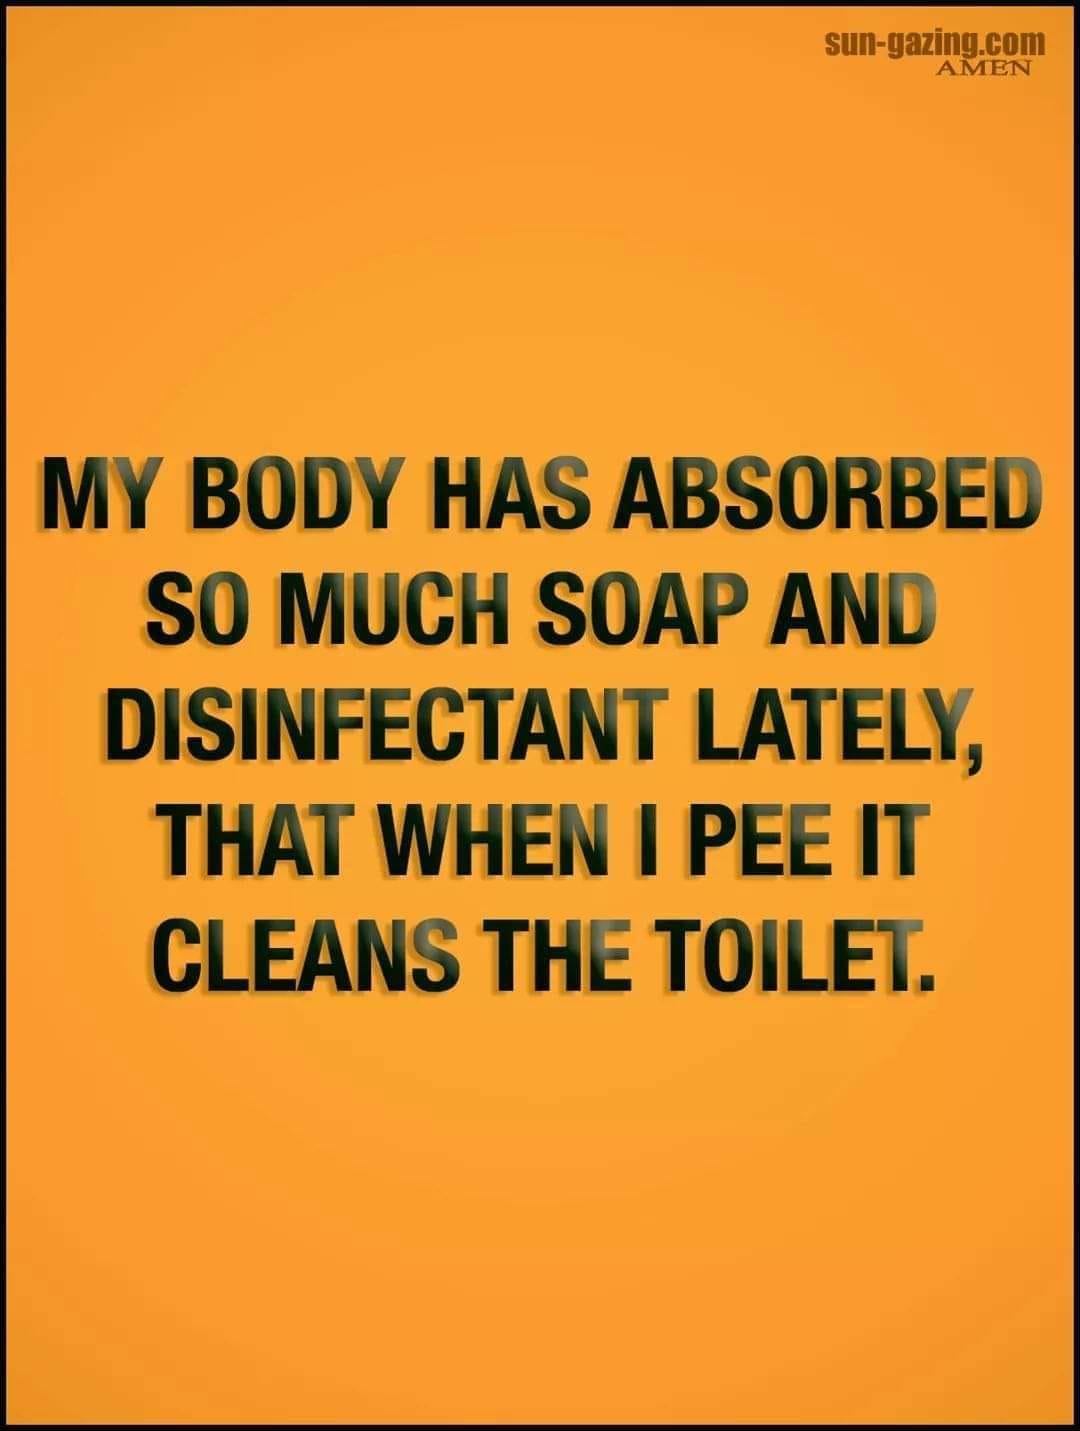 sun-gazing.com
AMEN
MY BODY HAS ABSORBED
SO MUCH SOAP AND
DISINFECTANT LATELY,
THAT WHEN I PEE IT
CLEANS THE TOILET.